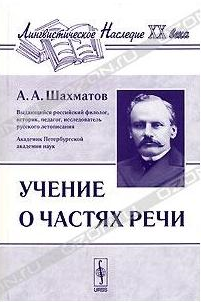 Лингвистическое Наследие XX века
А. А. Шахматов
Выдающийся российский филолог,
историк, педагог, исследователь
русского летописания
Академик Петербургской
академии наук
УЧЕНИЕ
О ЧАСТЯХ РЕЧИ
URSS